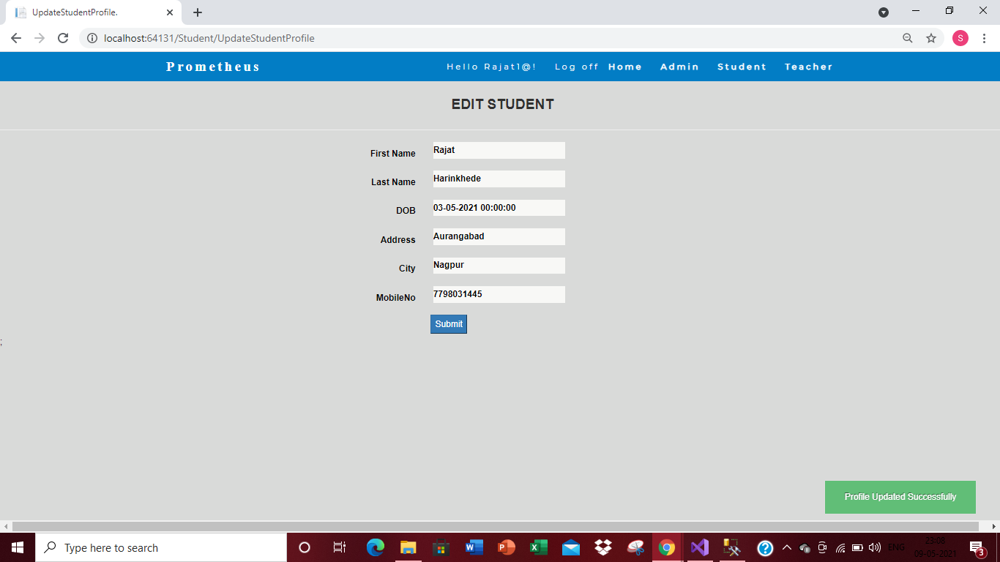 UpdateStudentProfile.
localhost:64131/Student/UpdateStudentProfile
S
Prometheus Hello Rajat1@! Log off Home Admin Student Teacher
EDIT STUDENT
First Name Rajat
Last Name Harinkhede
DOB 03-05-2021 00:00:00
Address Aurangabad
City Nagpur
MobileNo 7798031445
Submit
;
Profile Updated Successfully
Type here to search
ENG
23:08
09-05-2021
3